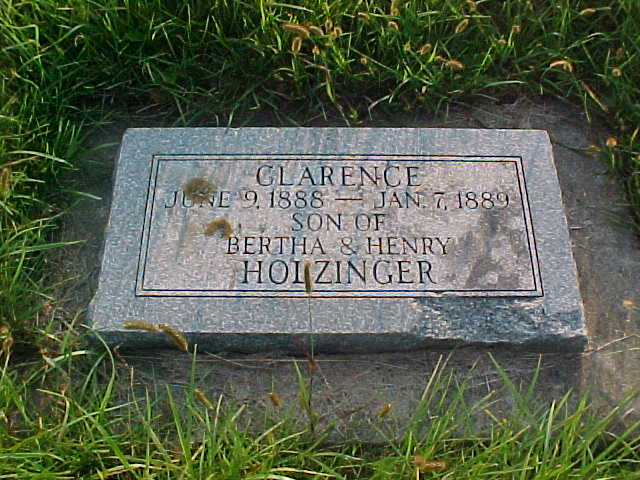 CLARENCE
JUNE 9, 1888 — JAN. 7, 1889
SON OF
BERTHA & HENRY
HOLZINGER